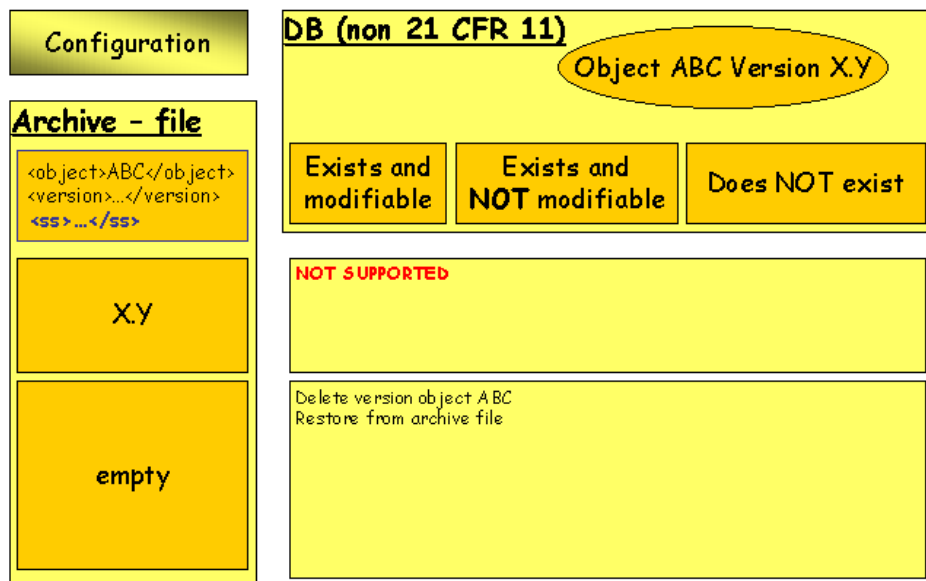 Configuration
DB (non 21 CFR 11)
Object ABC Version X.Y
Archive - file
<object>ABC</object>
<version>...</version>
<ss>...</ss>
Exists and
modifiable
Exists and
NOT modifiable
Does NOT exist
X.Y
NOT SUPPORTED
empty
Delete version object ABC
Restore from archive file